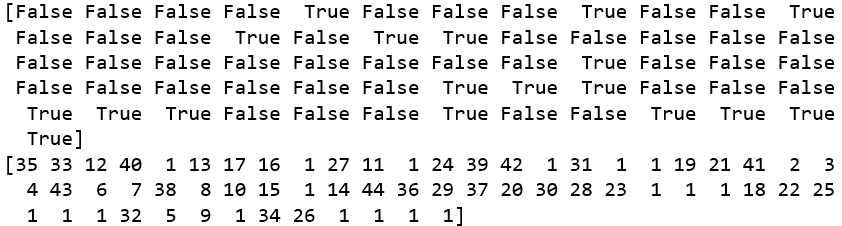 [False False False False  True False False False  True False False  True
 False False False  True False  True  True False False False False False
 False False False False False False False False  True False False False
 False False False False False False  True  True  True False False False
  True  True  True False False False  True False False  True  True  True
  True]
[35 33 12 40  1 13 17 16  1 27 11  1 24 39 42  1 31  1  1 19 21 41  2  3
  4 43  6  7 38  8 10 15  1 14 44 36 29 37 20 30 28 23  1  1  1 18 22 25
  1  1  1 32  5  9  1 34 26  1  1  1  1]